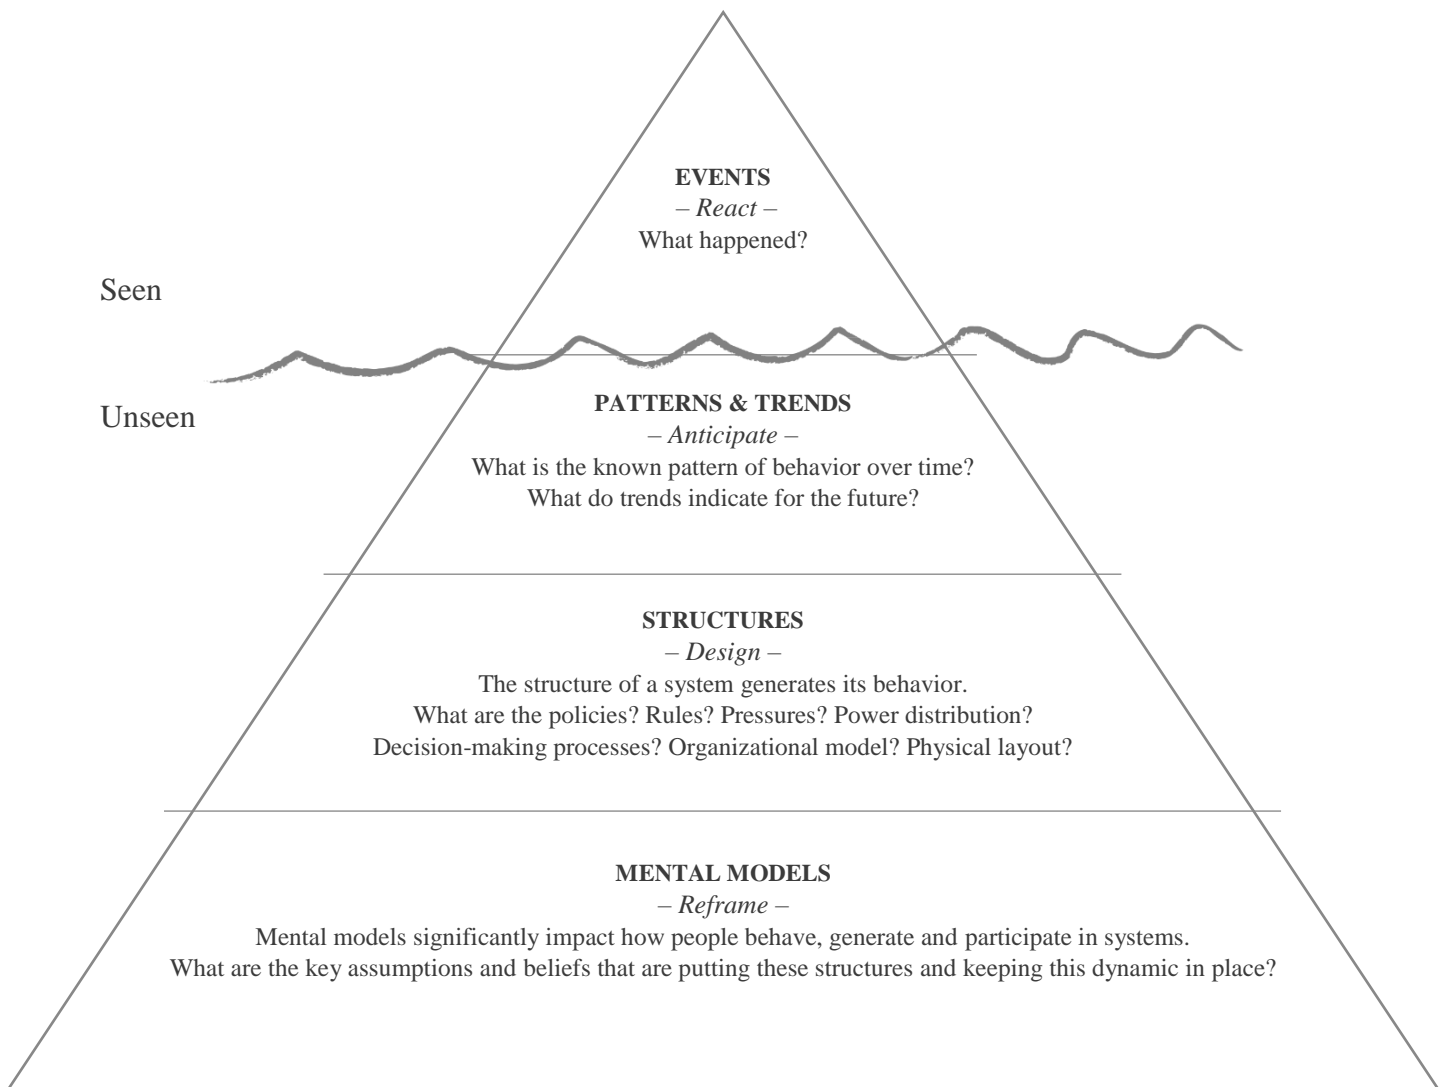 EVENTS
– React –
What happened?
Seen
Unseen
PATTERNS & TRENDS
– Anticipate –
What is the known pattern of behavior over time?
What do trends indicate for the future?
STRUCTURES
– Design –
The structure of a system generates its behavior.
What are the policies? Rules? Pressures? Power distribution?
Decision-making processes? Organizational model? Physical layout?
MENTAL MODELS
– Reframe –
Mental models significantly impact how people behave, generate and participate in systems.
What are the key assumptions and beliefs that are putting these structures and keeping this dynamic in place?